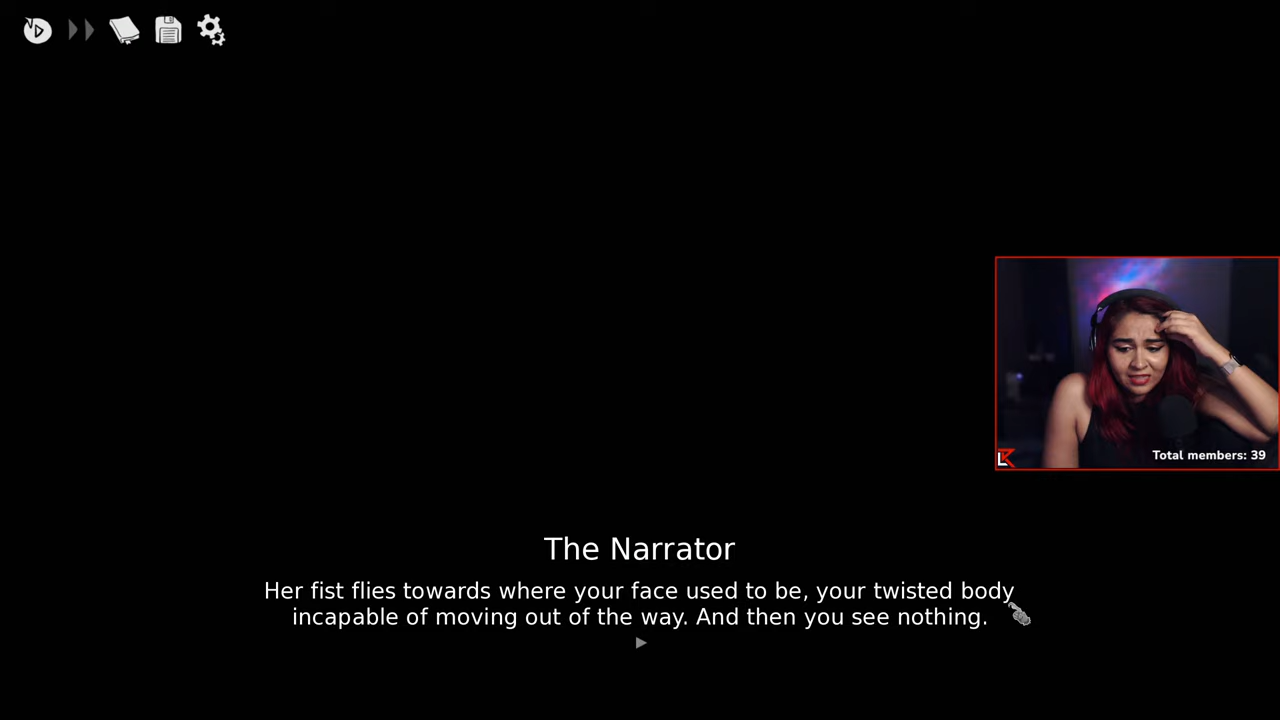 The Narrator
Her fist flies towards where your face used to be, your twisted body
incapable of moving out of the way. And then you see nothing.
Total members: 39